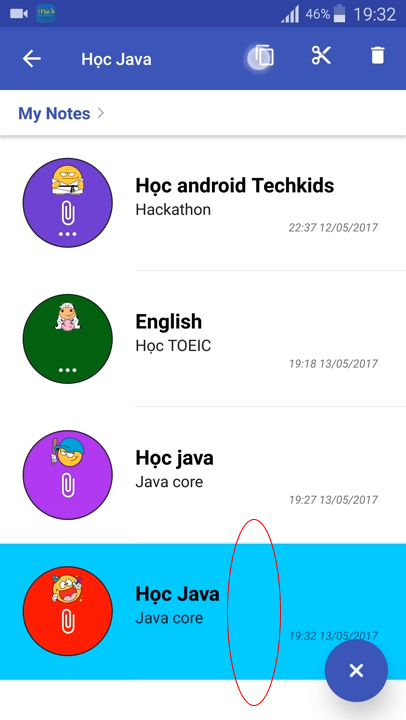 46% 19:32
Học Java
My Notes
Học android Techkids
Hackathon
22:37 12/05/2017
English
Học TOEIC
19:18 13/05/2017
Học java
Java core
19:27 13/05/2017
Học Java
Java core
19:32 13/05/2017